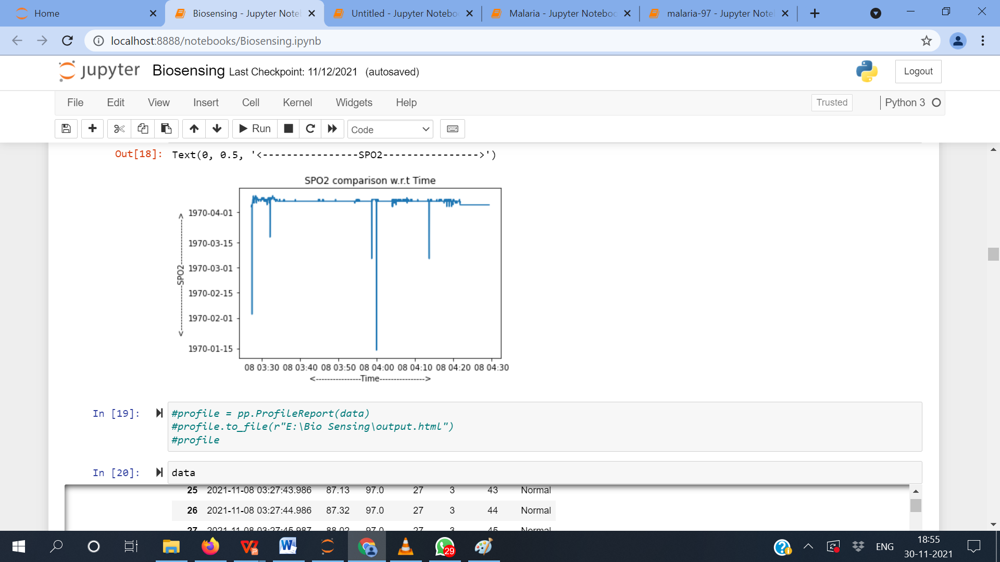 Home
Biosensing - Jupyter Note
Untitled - Jupyter Notebo
Malaria - Jupyter Noteboo
malaria-97 - Jupyter Note
localhost:8888/notebooks/Biosensing.ipynb
jupyter Biosensing Last Checkpoint: 11/12/2021 (autosaved)
Logout
File Edit View Insert Cell Kernel Widgets Help
Trusted
Python 3
Run
Code
Out[18]: Text(0, 0.5, '<----------------SPO2---------------->')
SPO2 comparison w.r.t Time
1970-04-01
1970-03-15
1970-03-01
1970-02-15
1970-02-01
1970-01-15
<----------------SPO2---------------->
08 03:30 08 03:40 08 03:50 08 04:00 08 04:10 08 04:20 08 04:30
<----------------Time---------------->
In [19]: #profile = pp.ProfileReport(data)
#profile.to_file(r"E:\Bio Sensing\output.html")
#profile
In [20]: data
25 2021-11-08 03:27:43.986 87.13 97.0 27 3 43 Normal
26 2021-11-08 03:27:44.986 87.32 97.0 27 3 44 Normal
27 2021-11-08 03:27:45.987 88.02 97.0 27 3 45 Normal
29
ENG
18:55
30-11-2021